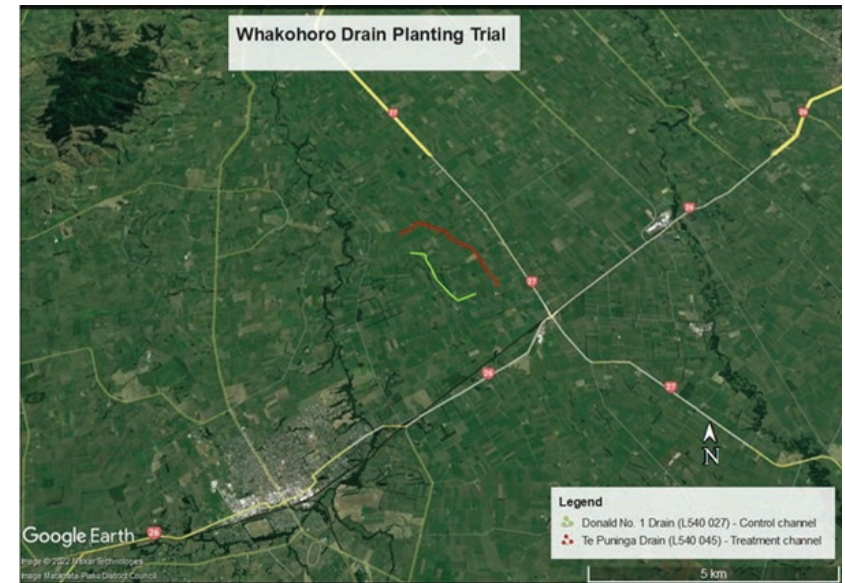 Whakohoro Drain Planting Trial
27
26
26
27
26
27
26
N
Legend
Donald No. 1 Drain (L540 027) - Control channel
Te Puninga Drain (L540 045) - Treatment channel
Google Earth
Image © 2022 Maxar Technologies
Image Matamata-Piako District Council
5 km